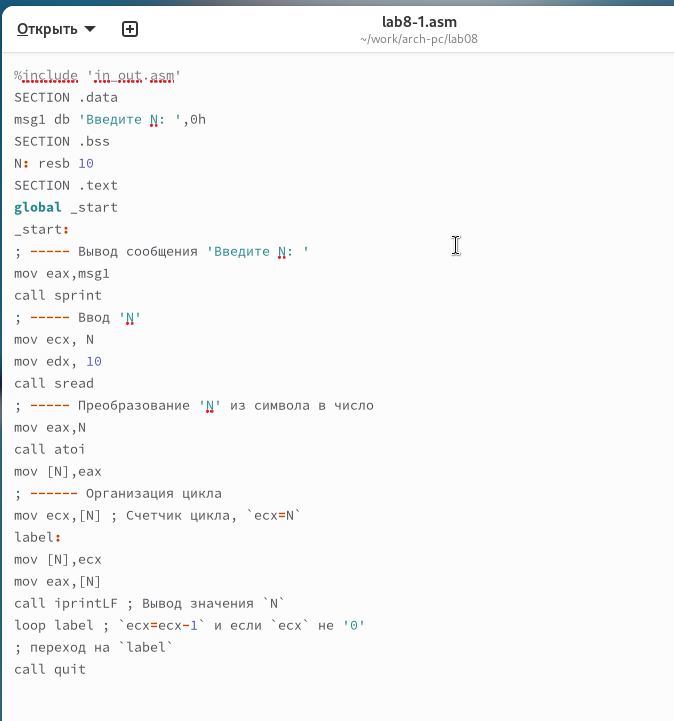 Открыть
lab8-1.asm
~/work/arch-pc/lab08
%include 'in_out.asm'
SECTION .data
msg1 db 'Введите N: ',0h
SECTION .bss
N: resb 10
SECTION .text
global _start
_start:
; ----- Вывод сообщения 'Введите N: '
mov eax,msg1
call sprint
; ----- Ввод 'N'
mov ecx, N
mov edx, 10
call sread
; ----- Преобразование 'N' из символа в число
mov eax,N
call atoi
mov [N],eax
; ------ Организация цикла
mov ecx,[N] ; Счетчик цикла, `ecx=N`
label:
mov [N],ecx
mov eax,[N]
call iprintLF ; Вывод значения `N`
loop label ; `ecx=ecx-1` и если `ecx` не '0'
; переход на `label`
call quit